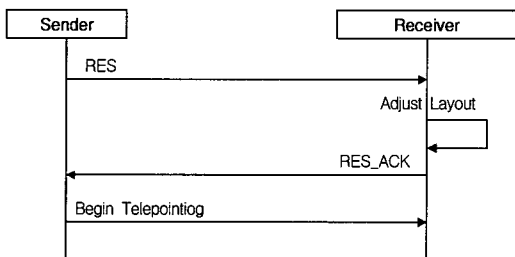 Sender
Receiver
RES
Adjust Layout
RES_ACK
Begin Telepointiog